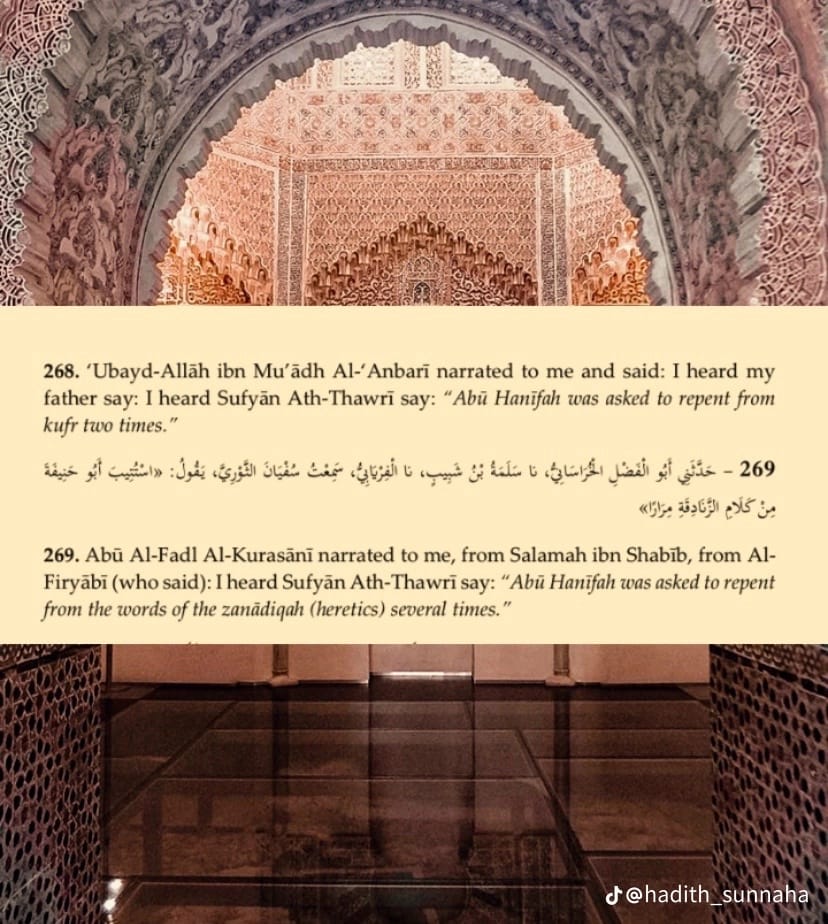 268. ‘Ubayd-Allāh ibn Mu’ādh Al-‘Anbarī narrated to me and said: I heard my
father say: I heard Sufyān Ath-Thawrī say: “Abū Hanīfah was asked to repent from
kufr two times.”
269 – حَدَّثَنِي أَبُو الْفَضْلِ الْخُرَاسَانِيُّ، نا سَلَمَةُ بْنُ شَبِيبٍ، نا الْفِرْيَابِيُّ، سَمِعْتُ سُفْيَانَ الثَّوْرِيَّ، يَقُولُ: «اسْتُتِيبَ أَبُو حَنِيفَةَ
مِنْ كَلَامِ الزَّنَادِقَةِ مِرَارًا»
269. Abū Al-Fadl Al-Kurasānī narrated to me, from Salamah ibn Shabīb, from Al-
Firyābī (who said): I heard Sufyān Ath-Thawrī say: “Abū Hanīfah was asked to repent
from the words of the zanādiqah (heretics) several times.”
@hadith_sunnaha